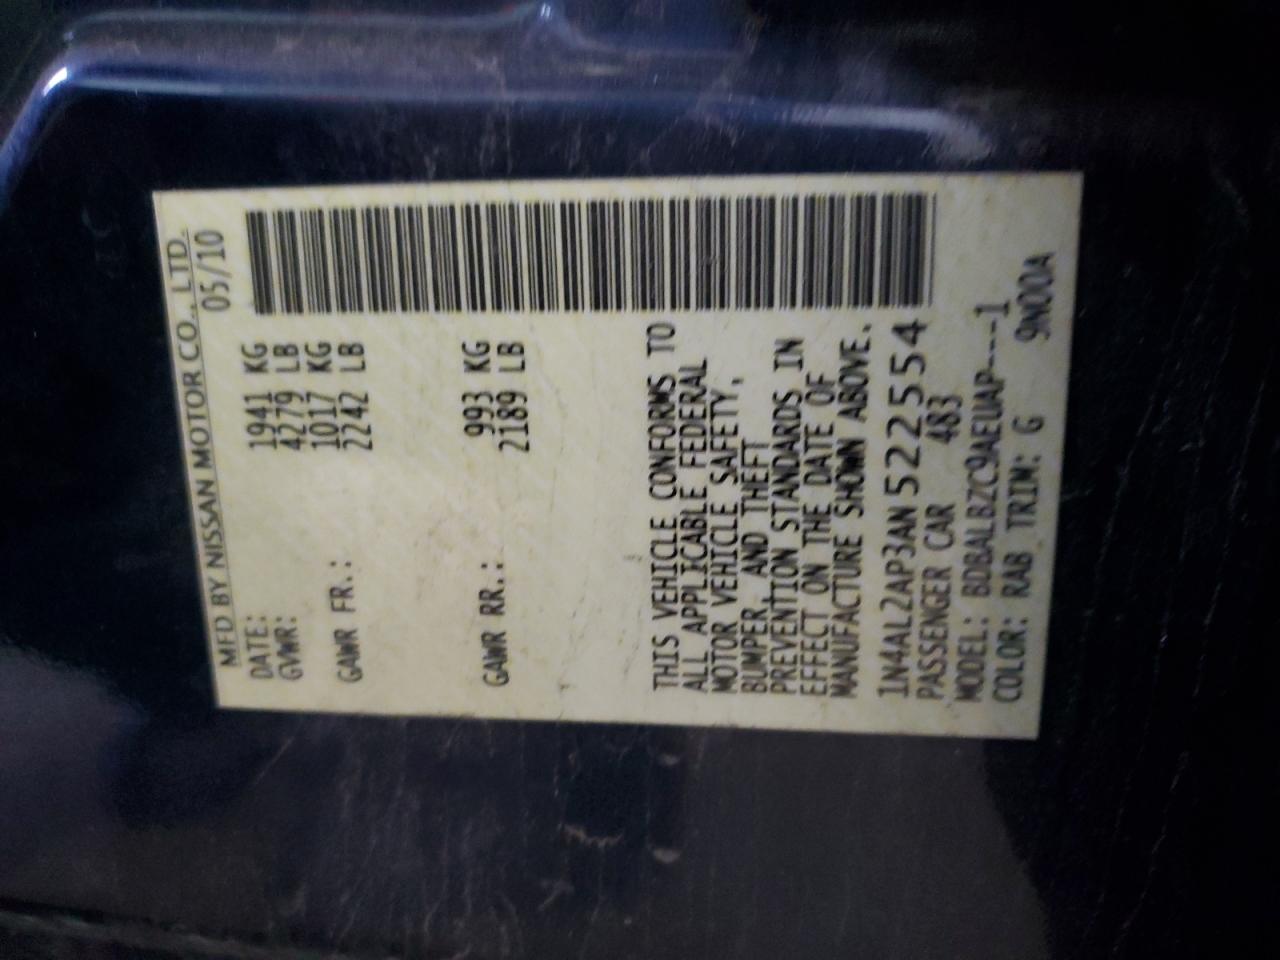 MFD BY NISSAN MOTOR CO., LTD.
DATE: 05/10
GVWR: 1941 KG
4279 LB
GAWR FR.: 1017 KG
2242 LB
GAWR RR.: 993 KG
2189 LB
THIS VEHICLE CONFORMS TO
ALL APPLICABLE FEDERAL
MOTOR VEHICLE SAFETY,
BUMPER, AND THEFT
PREVENTION STANDARDS IN
EFFECT ON THE DATE OF
MANUFACTURE SHOWN ABOVE.
1N4AL2AP3AN522554
PASSENGER CAR 483
MODEL: BDBALBZC9AEUAP---1
COLOR: RAB TRIM: G 9N00A